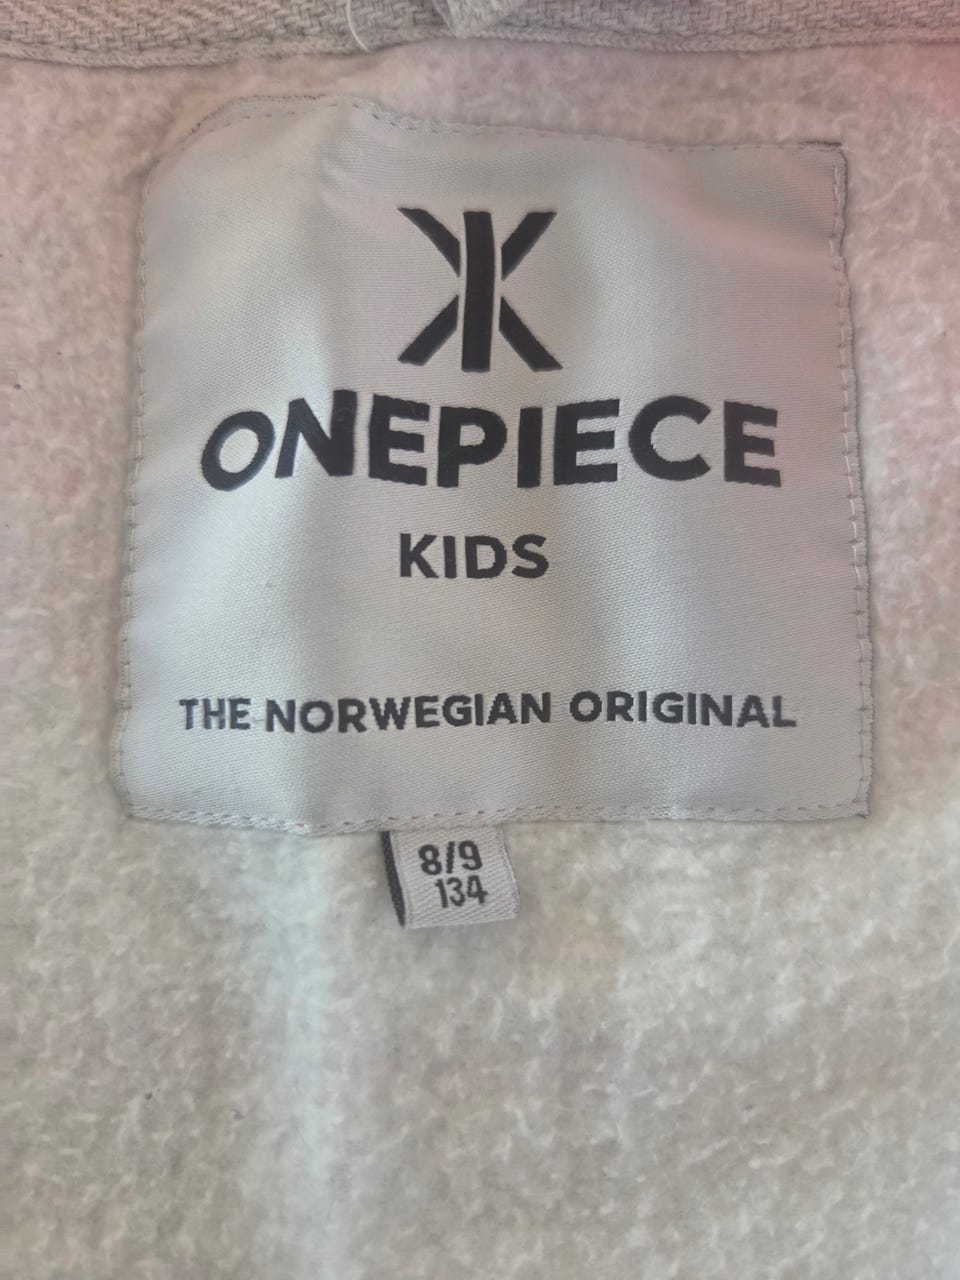 ONEPIECE
KIDS
THE NORWEGIAN ORIGINAL
8/9
134